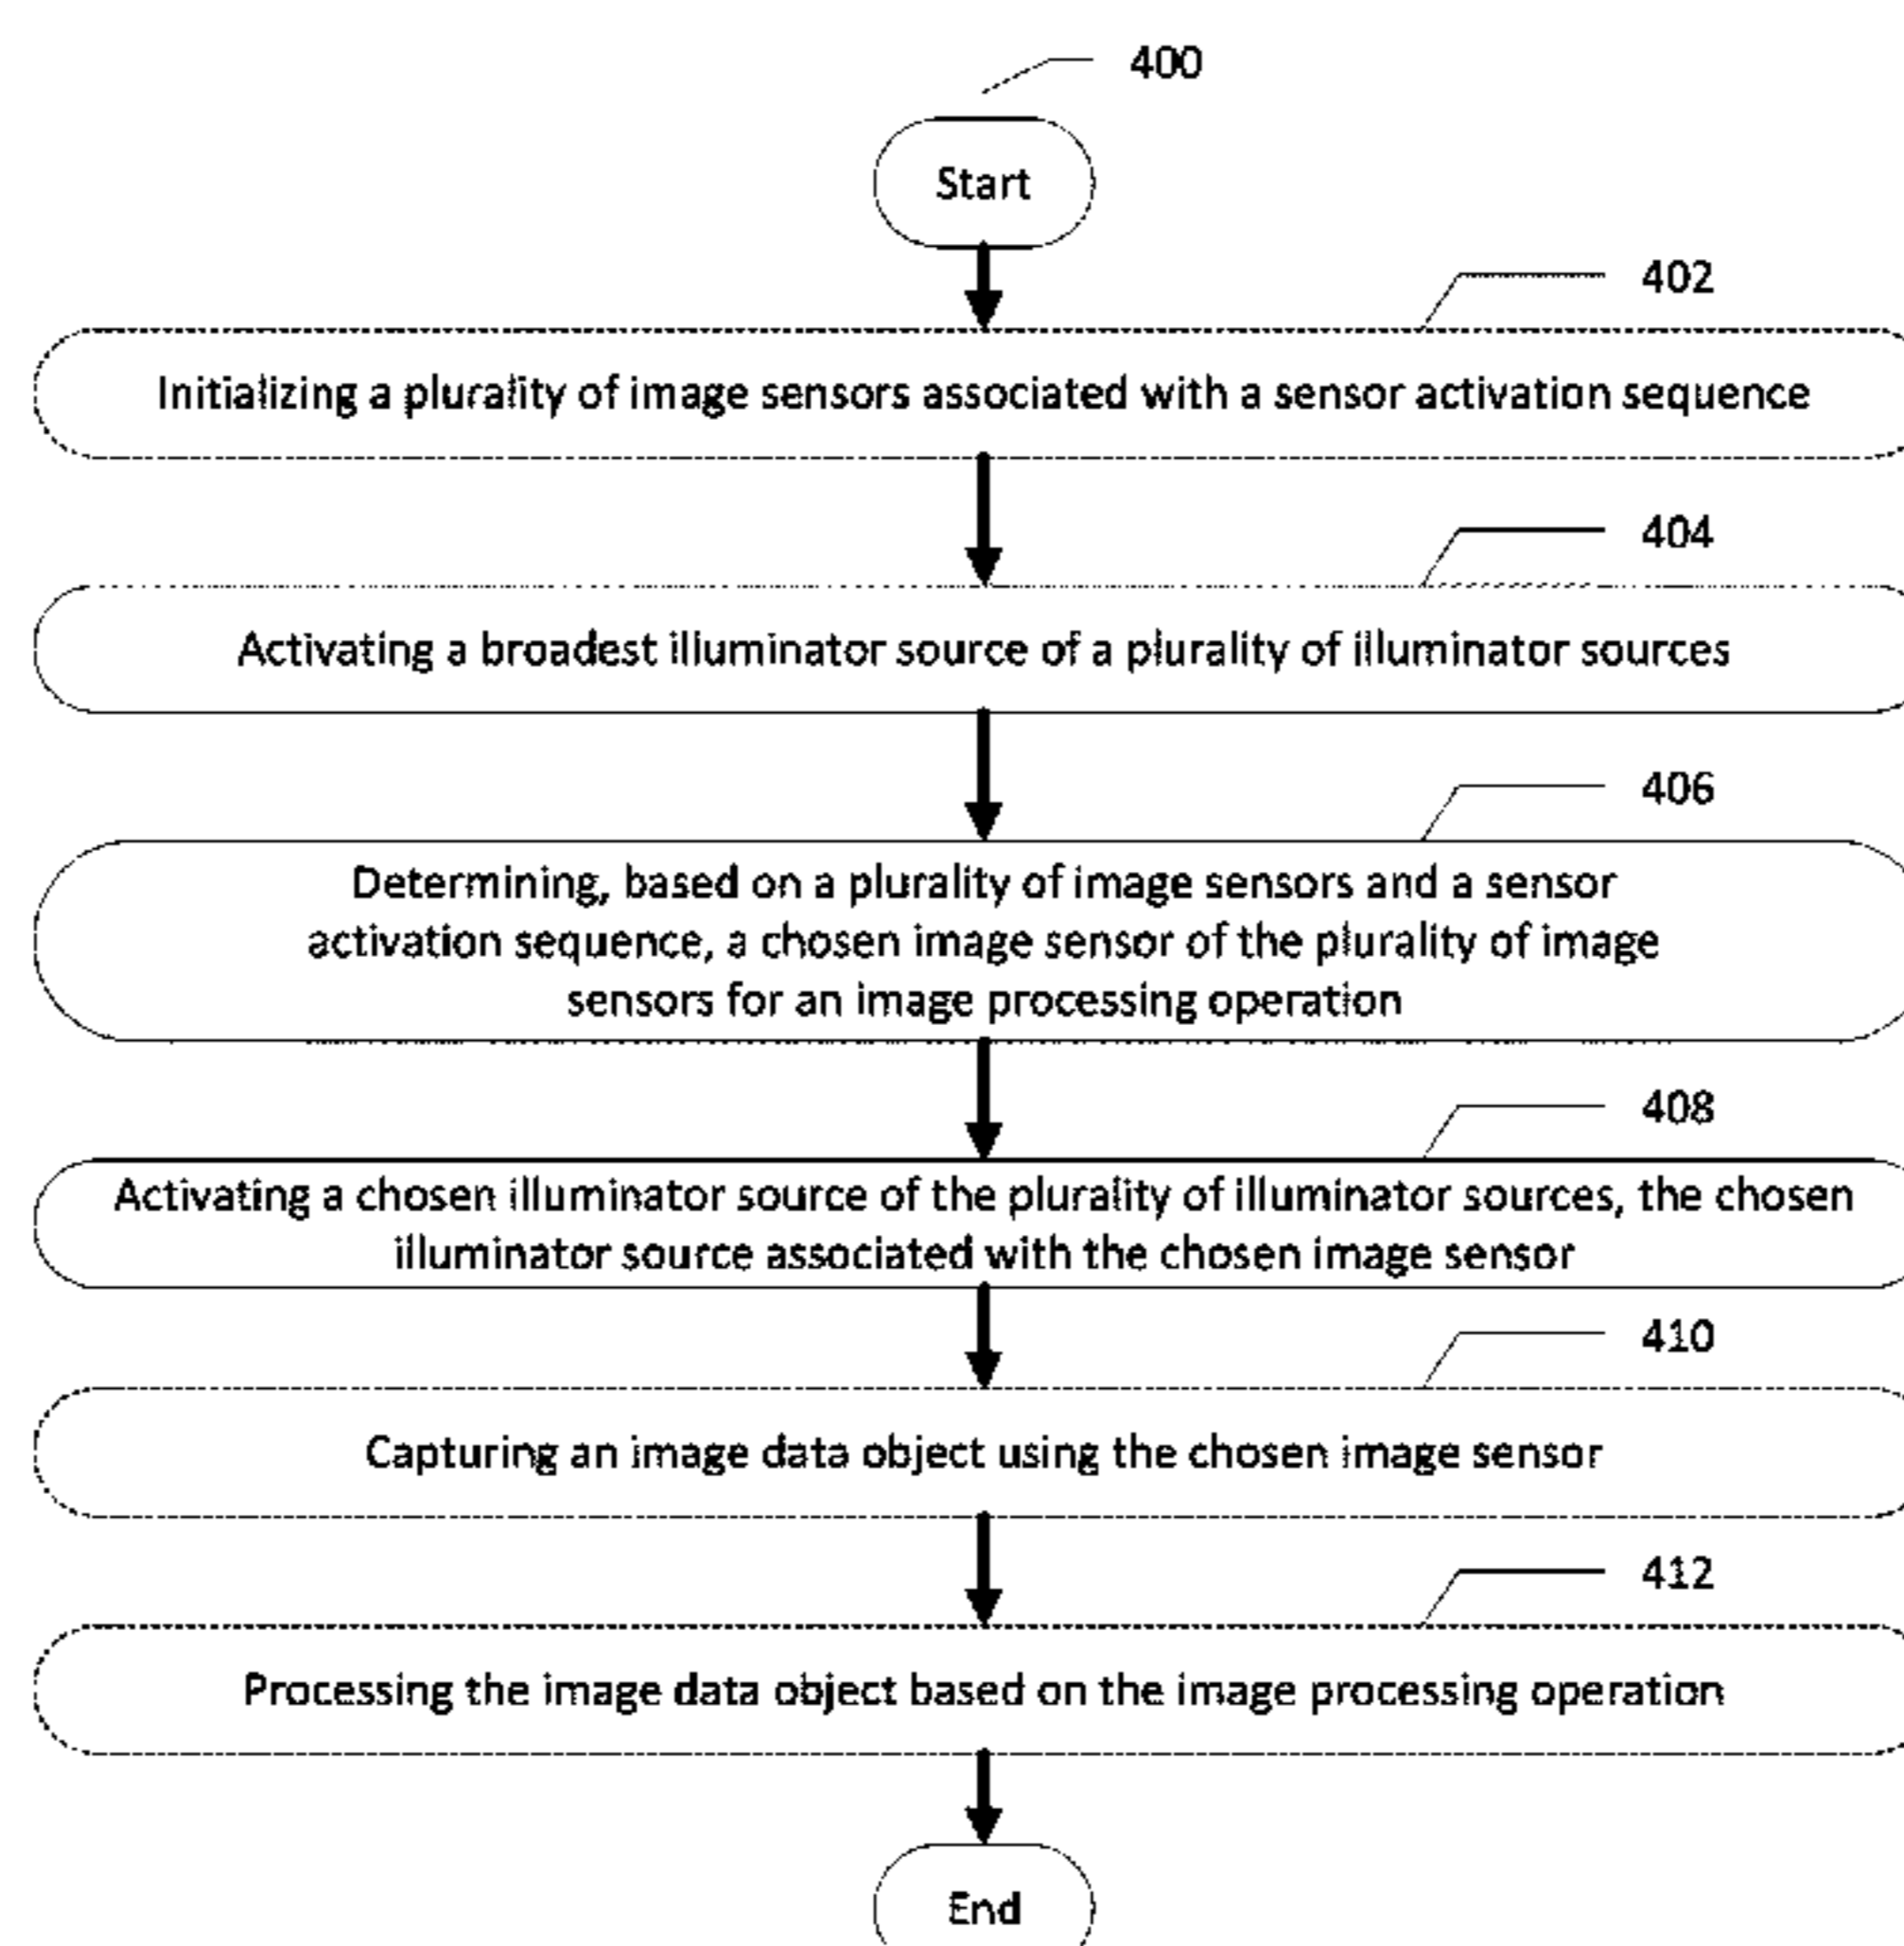 400
Start
402
Initializing a plurality of image sensors associated with a sensor activation sequence
404
Activating a broadest illuminator source of a plurality of illuminator sources
406
Determining, based on a plurality of image sensors and a sensor
activation sequence, a chosen image sensor of the plurality of image
sensors for an image processing operation
408
Activating a chosen illuminator source of the plurality of illuminator sources, the chosen
illuminator source associated with the chosen image sensor
410
Capturing an image data object using the chosen image sensor
412
Processing the image data object based on the image processing operation
End